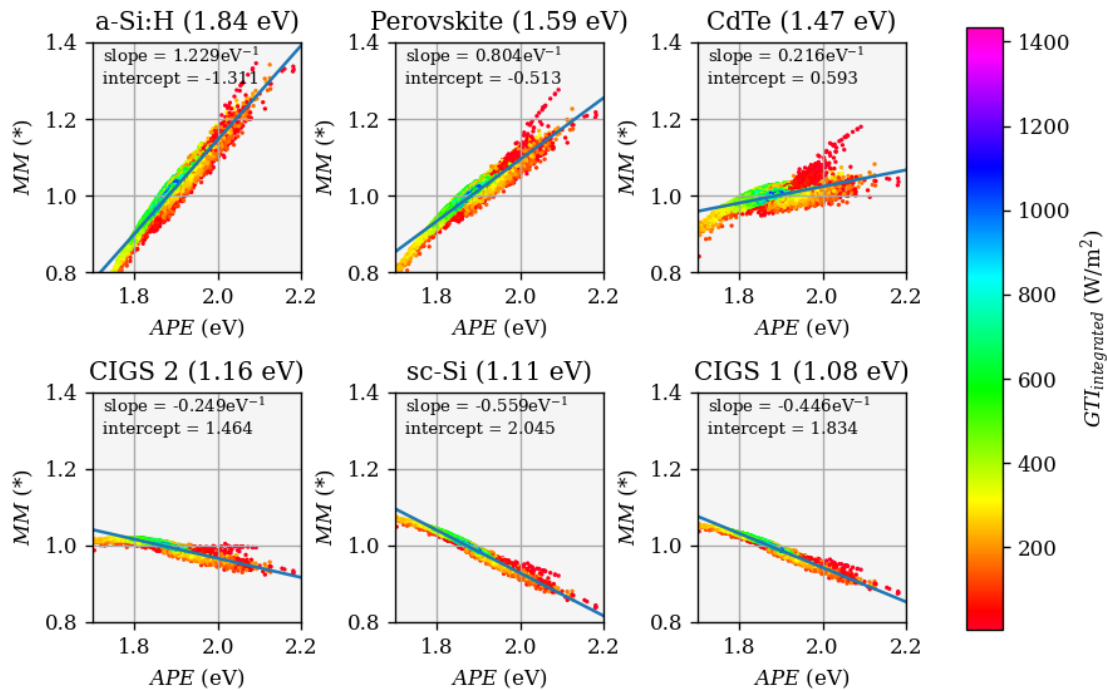 a-Si:H (1.84 eV)
Perovskite (1.59 eV)
CdTe (1.47 eV)
slope = 1.229eV⁻¹
intercept = -1.311
slope = 0.804eV⁻¹
intercept = -0.513
slope = 0.216eV⁻¹
intercept = 0.593
1.4
1.2
1.0
0.8
MM (*)
1.8
2.0
2.2
APE (eV)
1.4
1.2
1.0
0.8
MM (*)
1.8
2.0
2.2
APE (eV)
1.4
1.2
1.0
0.8
MM (*)
1.8
2.0
2.2
APE (eV)
CIGS 2 (1.16 eV)
sc-Si (1.11 eV)
CIGS 1 (1.08 eV)
slope = -0.249eV⁻¹
intercept = 1.464
slope = -0.559eV⁻¹
intercept = 2.045
slope = -0.446eV⁻¹
intercept = 1.834
1.4
1.2
1.0
0.8
MM (*)
1.8
2.0
2.2
APE (eV)
1.4
1.2
1.0
0.8
MM (*)
1.8
2.0
2.2
APE (eV)
1.4
1.2
1.0
0.8
MM (*)
1.8
2.0
2.2
APE (eV)
1400
1200
1000
800
600
400
200
GTI_integrated (W/m²)